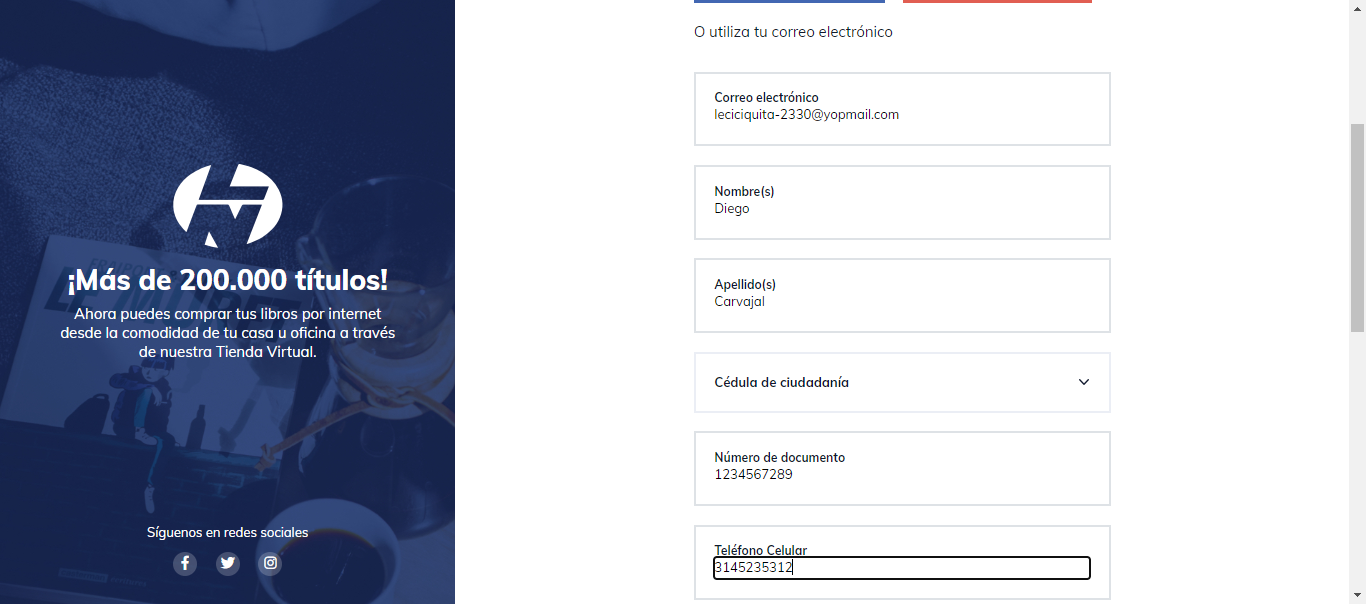 ¡Más de 200.000 títulos!
Ahora puedes comprar tus libros por internet
desde la comodidad de tu casa u oficina a través
de nuestra Tienda Virtual.
Síguenos en redes sociales
O utiliza tu correo electrónico
Correo electrónico
leciciquita-2330@yopmail.com
Nombre(s)
Diego
Apellido(s)
Carvajal
Cédula de ciudadanía
Número de documento
1234567289
Teléfono Celular
3145235312